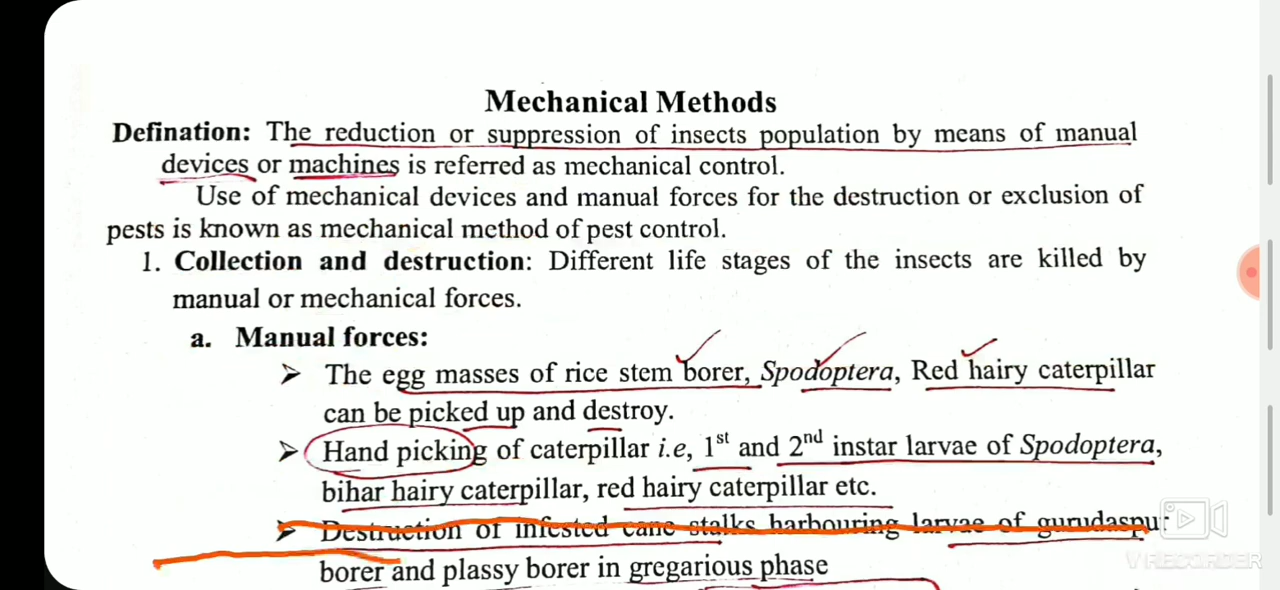 Mechanical Methods
Defination: The reduction or suppression of insects population by means of manual
devices or machines is referred as mechanical control.
Use of mechanical devices and manual forces for the destruction or exclusion of
pests is known as mechanical method of pest control.
1. Collection and destruction: Different life stages of the insects are killed by
manual or mechanical forces.
a. Manual forces:
➢ The egg masses of rice stem borer, Spodoptera, Red hairy caterpillar
can be picked up and destroy.
➢ Hand picking of caterpillar i.e, 1st and 2nd instar larvae of Spodoptera,
bihar hairy caterpillar, red hairy caterpillar etc.
➢ Destruction of infested cane stalks harbouring larvae of gurudaspur
borer and plassy borer in gregarious phase
V RECORDER